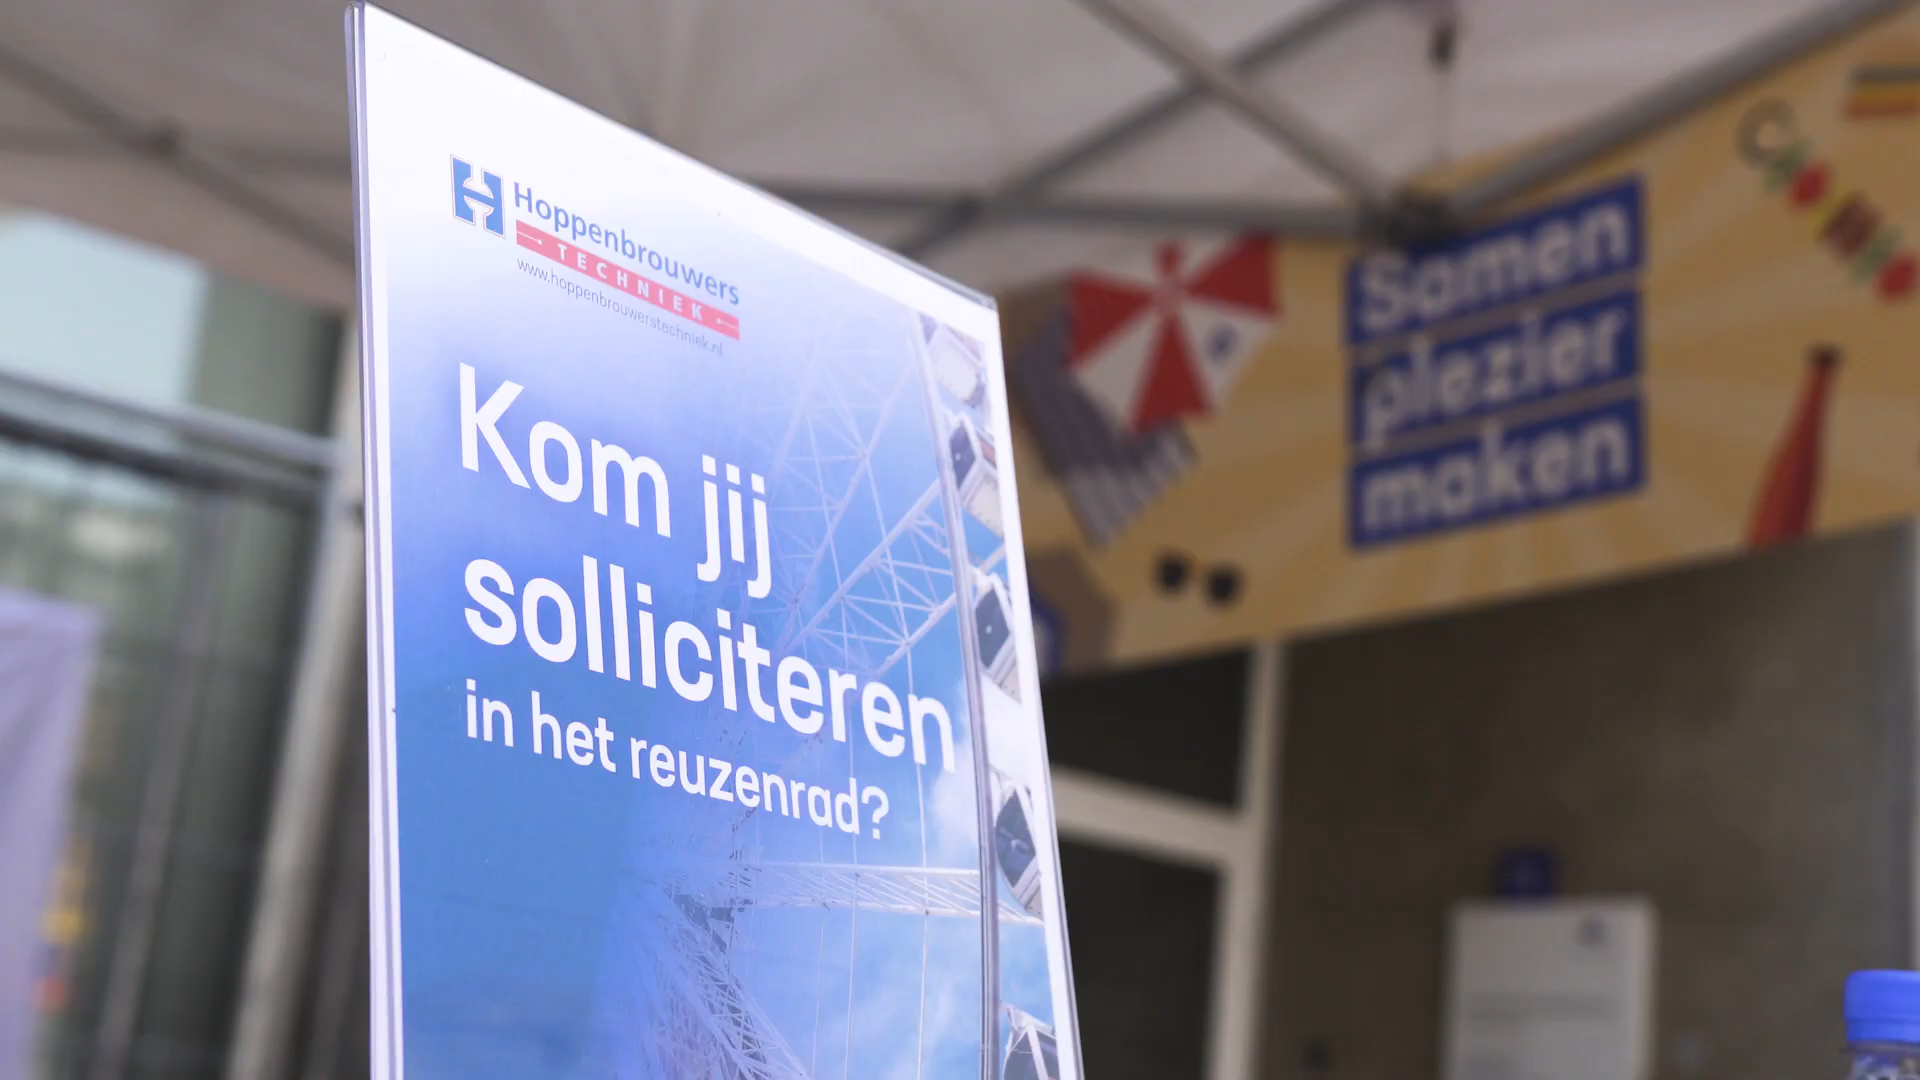 Hoppenbrouwers
TECHNIEK
www.hoppenbrouwerstechniek.nl
Kom jij
solliciteren
in het reuzenrad?
Samen
plezier
maken